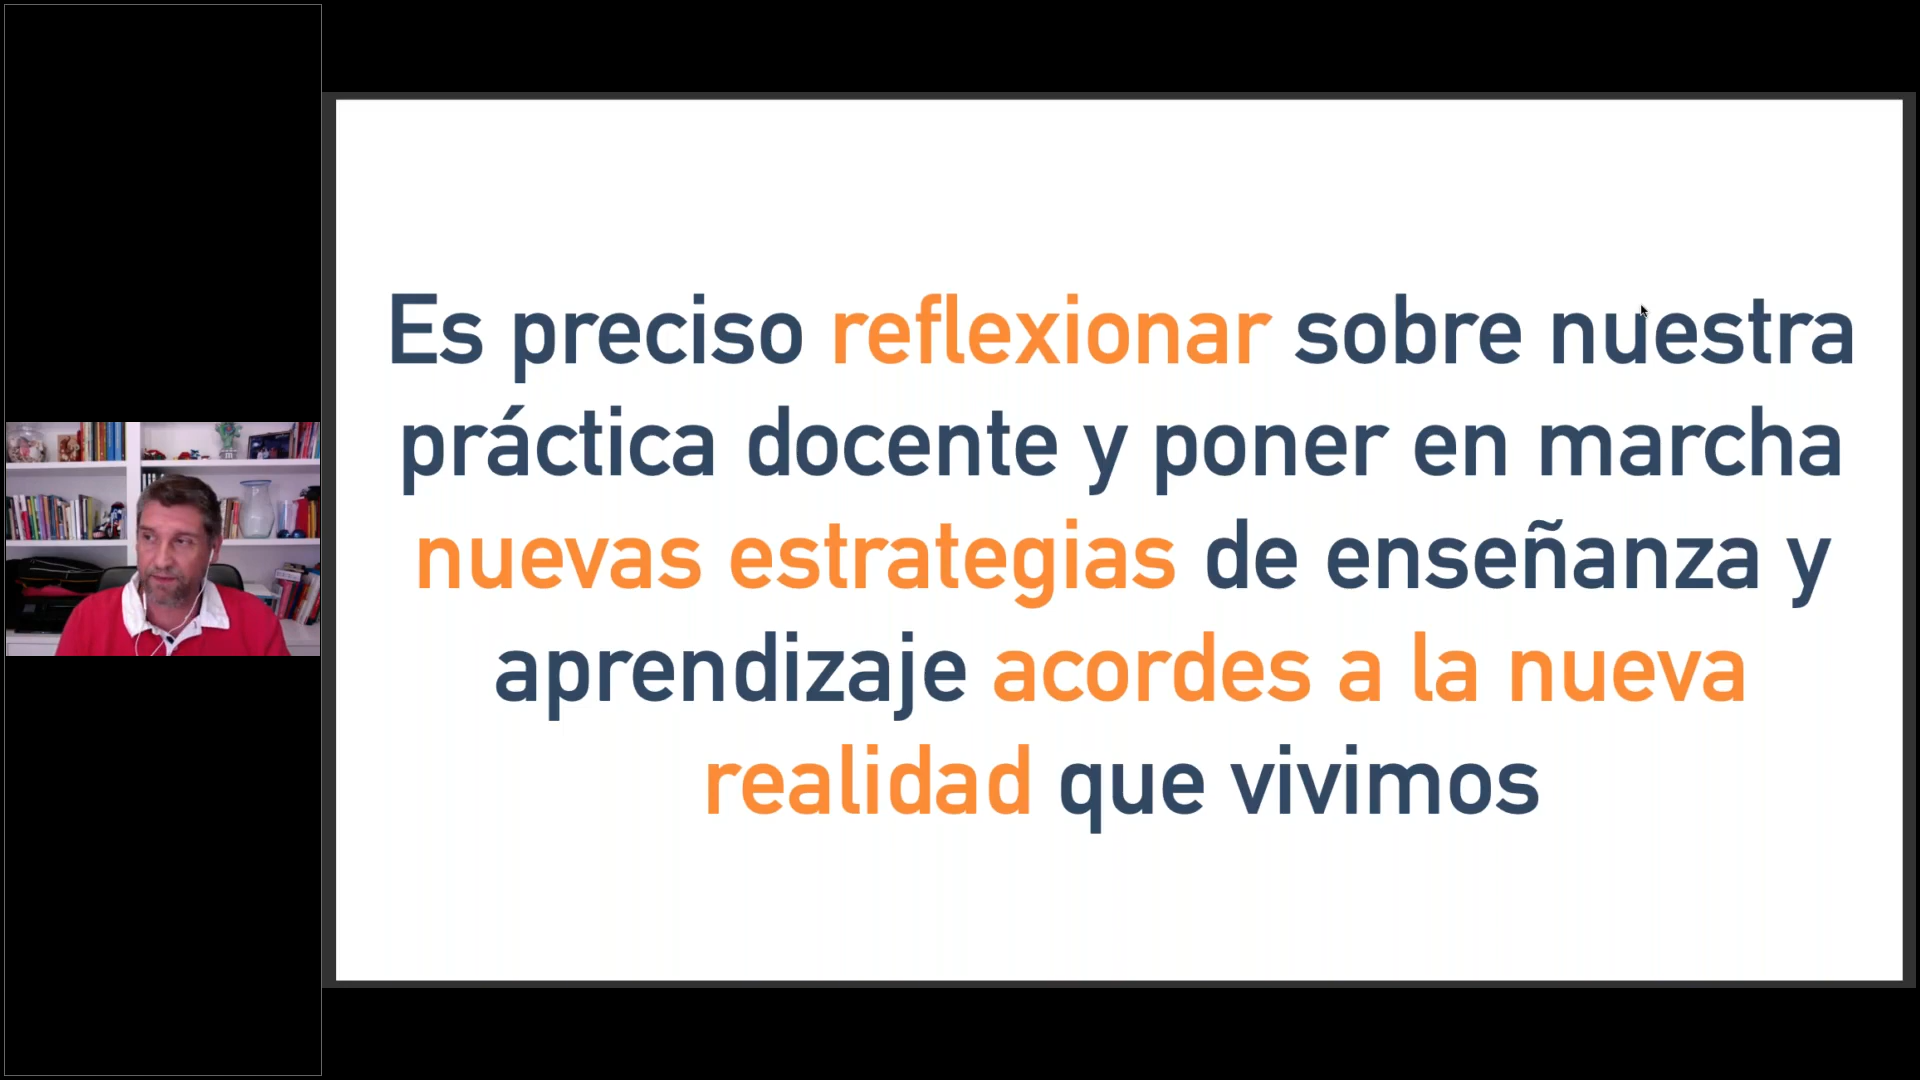 Es preciso reflexionar sobre nuestra
práctica docente y poner en marcha
nuevas estrategias de enseñanza y
aprendizaje acordes a la nueva
realidad que vivimos